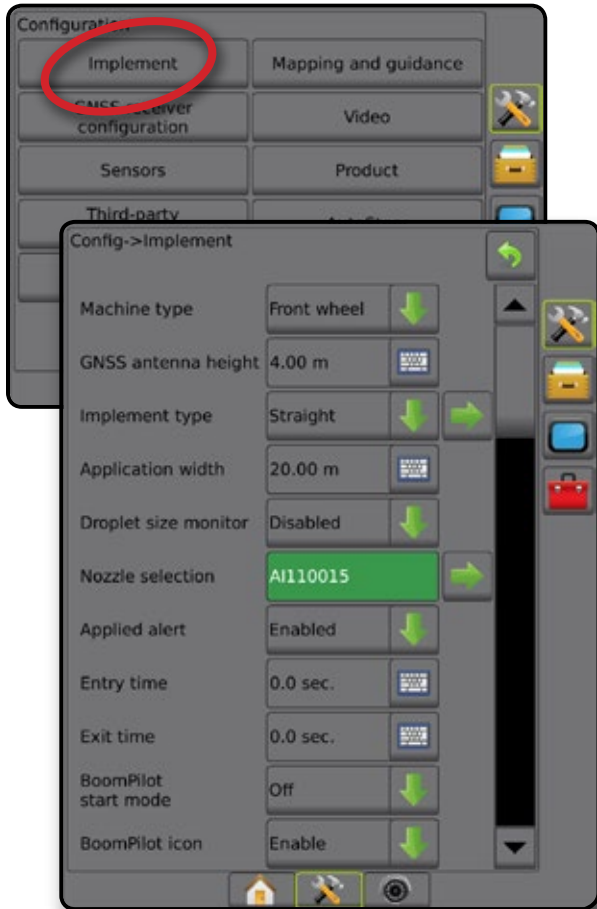 Configuration
Implement
Mapping and guidance
GNSS receiver
configuration
Video
Sensors
Product
Third-party
Config->Implement
Machine type
Front wheel
GNSS antenna height
4.00 m
Implement type
Straight
Application width
20.00 m
Droplet size monitor
Disabled
Nozzle selection
AI110015
Applied alert
Enabled
Entry time
0.0 sec.
Exit time
0.0 sec.
BoomPilot
start mode
Off
BoomPilot icon
Enable